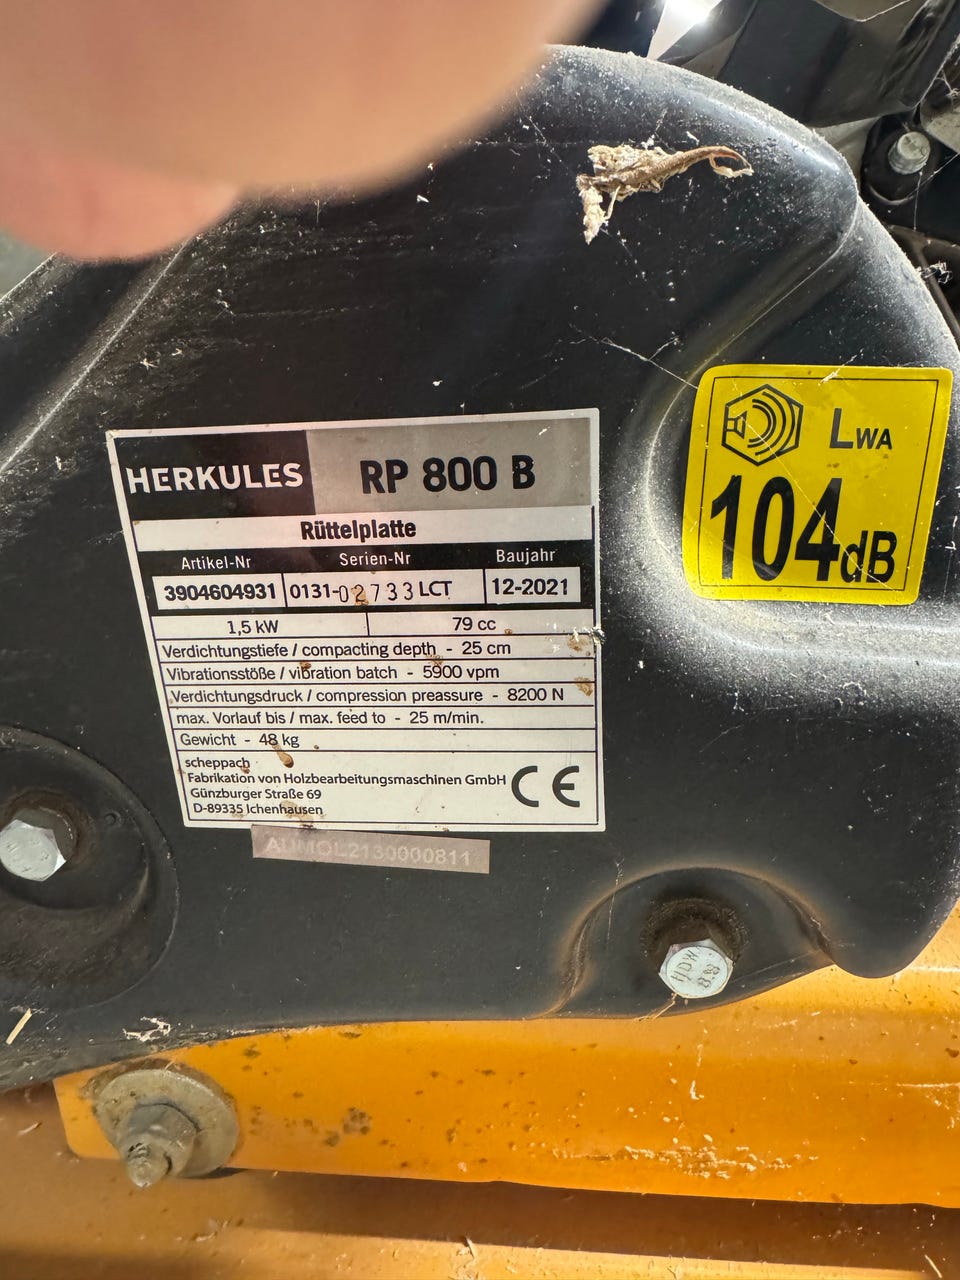 HERKULES RP 800 B
Rüttelplatte
Artikel-Nr Serien-Nr Baujahr
3904604931 0131-02733LCT 12-2021
1,5 kW 79 cc
Verdichtungstiefe / compacting depth - 25 cm
Vibrationsstöße / vibration batch - 5900 vpm
Verdichtungsdruck / compression preassure - 8200 N
max. Vorlauf bis / max. feed to - 25 m/min.
Gewicht - 48 kg
scheppach
Fabrikation von Holzbearbeitungsmaschinen GmbH
Günzburger Straße 69
D-89335 Ichenhausen
CE
AUMOL2130000811
LWA
104dB
HDW
8.8